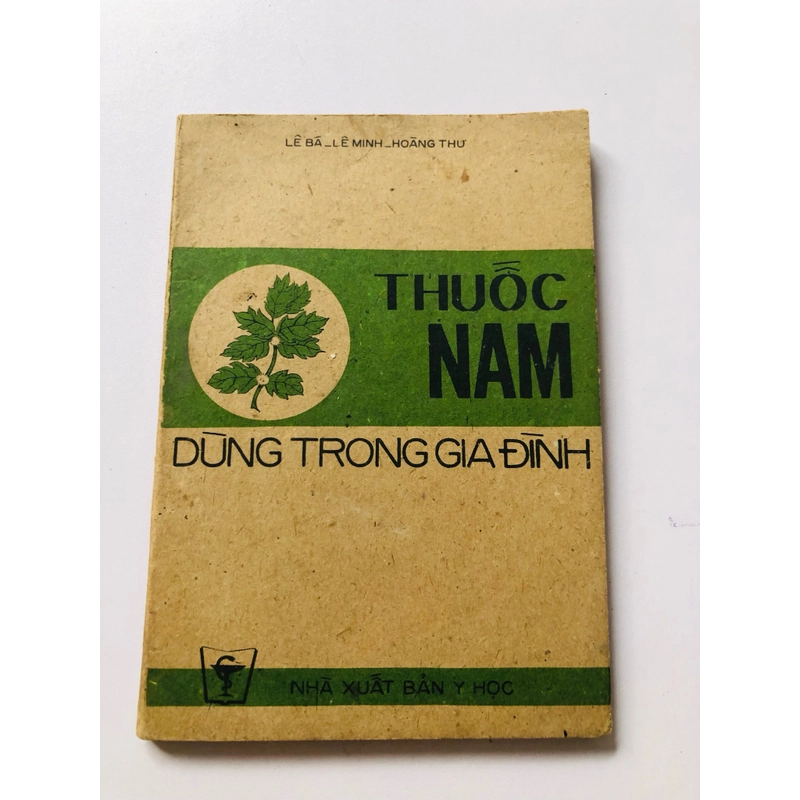 LÊ BÁ_LÊ MINH_HOÀNG THƯ
THUỐC
NAM
DÙNG TRONG GIA ĐÌNH
NHÀ XUẤT BẢN Y HỌC